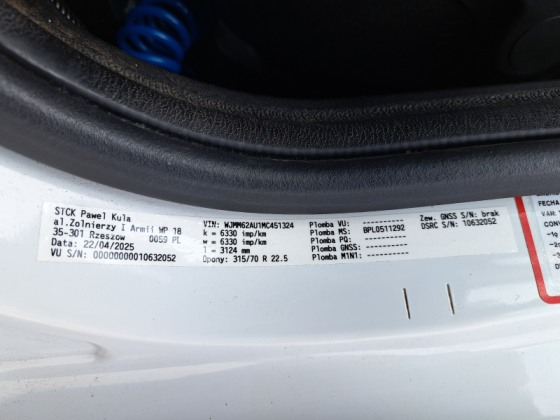 STCK Pawel Kula
al.Zolnierzy I Armii WP 18
35-301 Rzeszow 0059 PL
Data: 22/04/2025
VU S/N: 00000000010632052
VIN: WJMM62AU1MC451324
k = 6330 imp/km
w = 6330 imp/km
l = 3124 mm
Opony: 315/70 R 22.5
Plomba VU: --------
Plomba MS: BPL0511292
Plomba PQ: --------
Plomba GNSS: --------
Plomba M1N1: --------
Zew. GNSS S/N: brak
DSRC S/N: 10632052
FECHA
VAR.